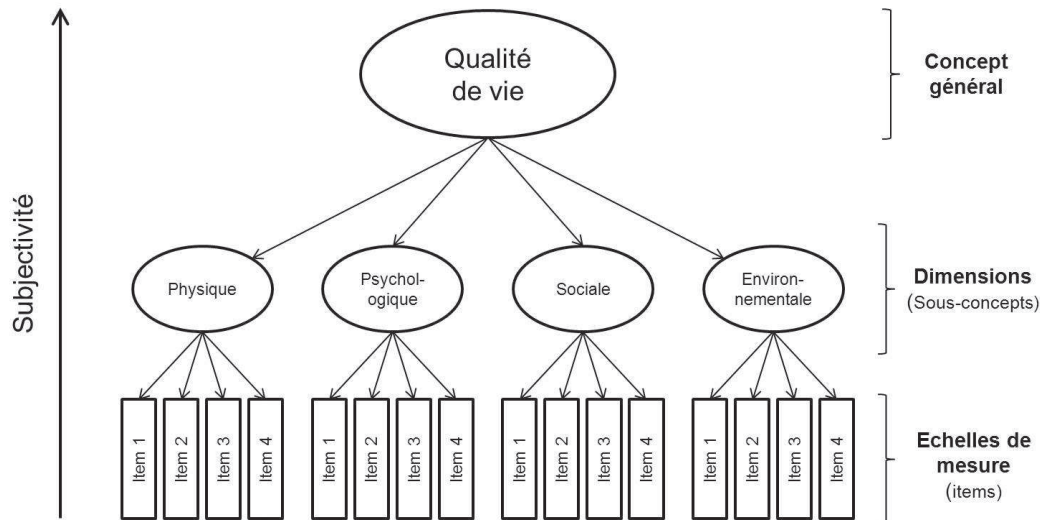 Subjectivité
Qualité
de vie
Concept
général
Physique
Psychol-
ogique
Sociale
Environ-
nementale
Dimensions
(Sous-concepts)
Item 1
Item 2
Item 3
Item 4
Item 1
Item 2
Item 3
Item 4
Item 1
Item 2
Item 3
Item 4
Item 1
Item 2
Item 3
Item 4
Echelles de
mesure
(items)